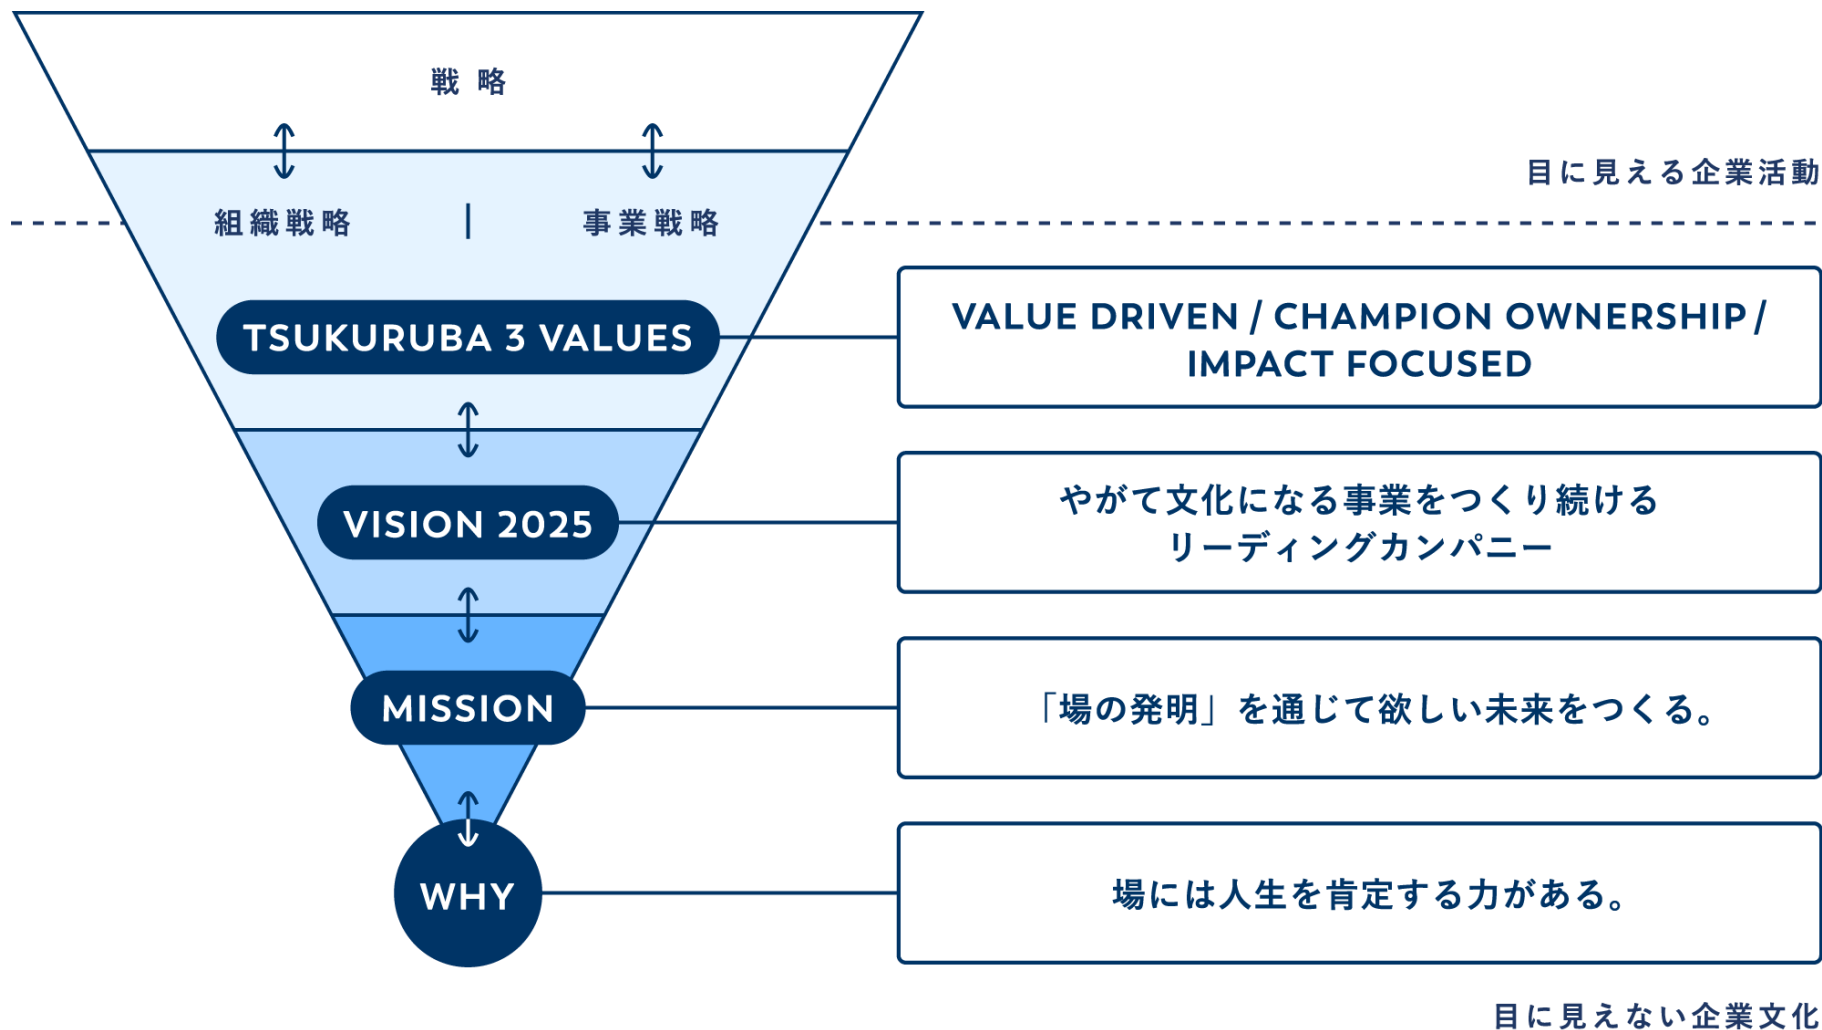 戦略
目に見える企業活動
組織戦略 | 事業戦略
TSUKURUBA 3 VALUES
VALUE DRIVEN / CHAMPION OWNERSHIP /
IMPACT FOCUSED
VISION 2025
やがて文化になる事業をつくり続ける
リーディングカンパニー
MISSION
「場の発明」を通じて欲しい未来をつくる。
WHY
場には人生を肯定する力がある。
目に見えない企業文化